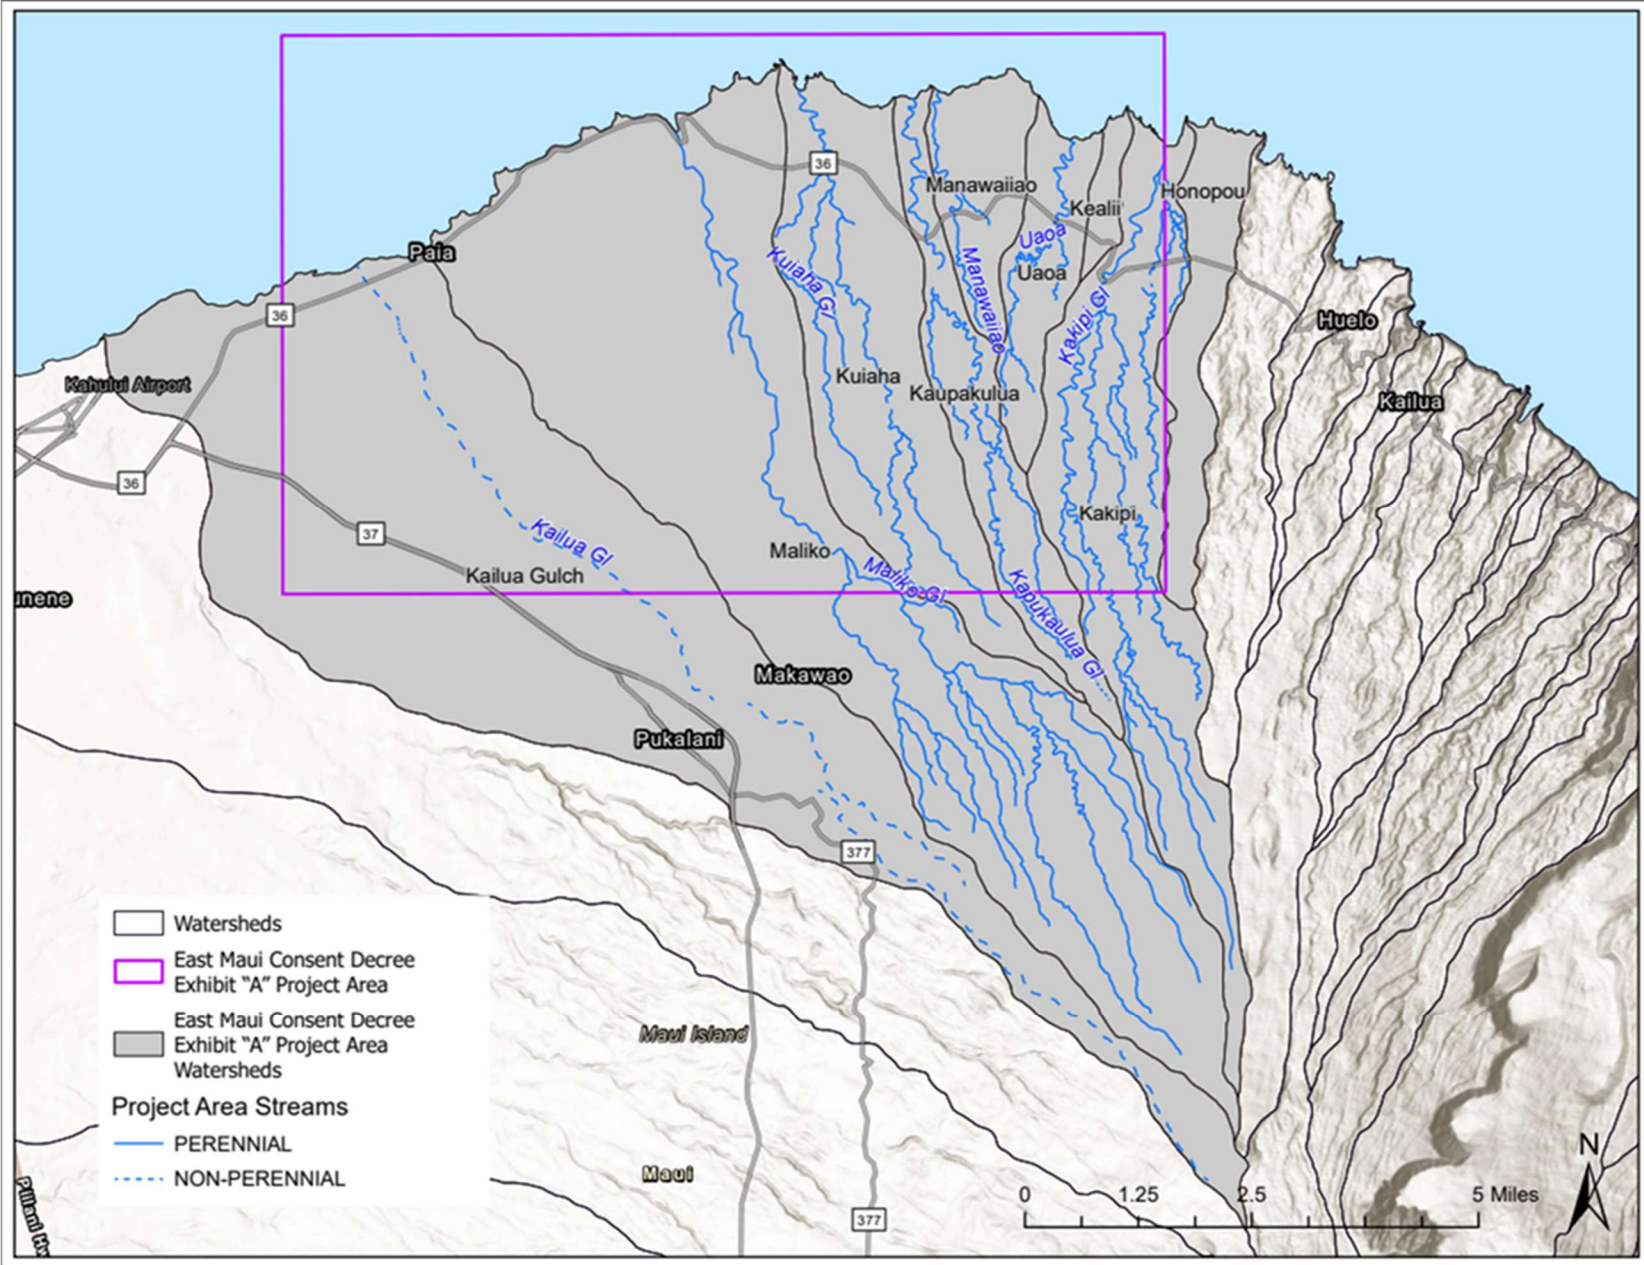 36
Manawaiiao
Honopou
Kealii
Uaoa
Paia
Kuiaha Gl
Manawaiiao
Uaoa
36
Kakipi Gl
Huelo
Kahului Airport
Kuiaha
Kaupakulua
Kailua
36
37
Kakipi
Kailua Gl
Maliko
Kailua Gulch
Maliko Gl
unene
Kapukaulua Gl
Makawao
Pukalani
377
Watersheds
East Maui Consent Decree
Exhibit “A” Project Area
East Maui Consent Decree
Exhibit “A” Project Area
Watersheds
Project Area Streams
PERENNIAL
NON-PERENNIAL
Maui Island
Maui
377
N
0 1.25 2.5 5 Miles
Piilani Hw